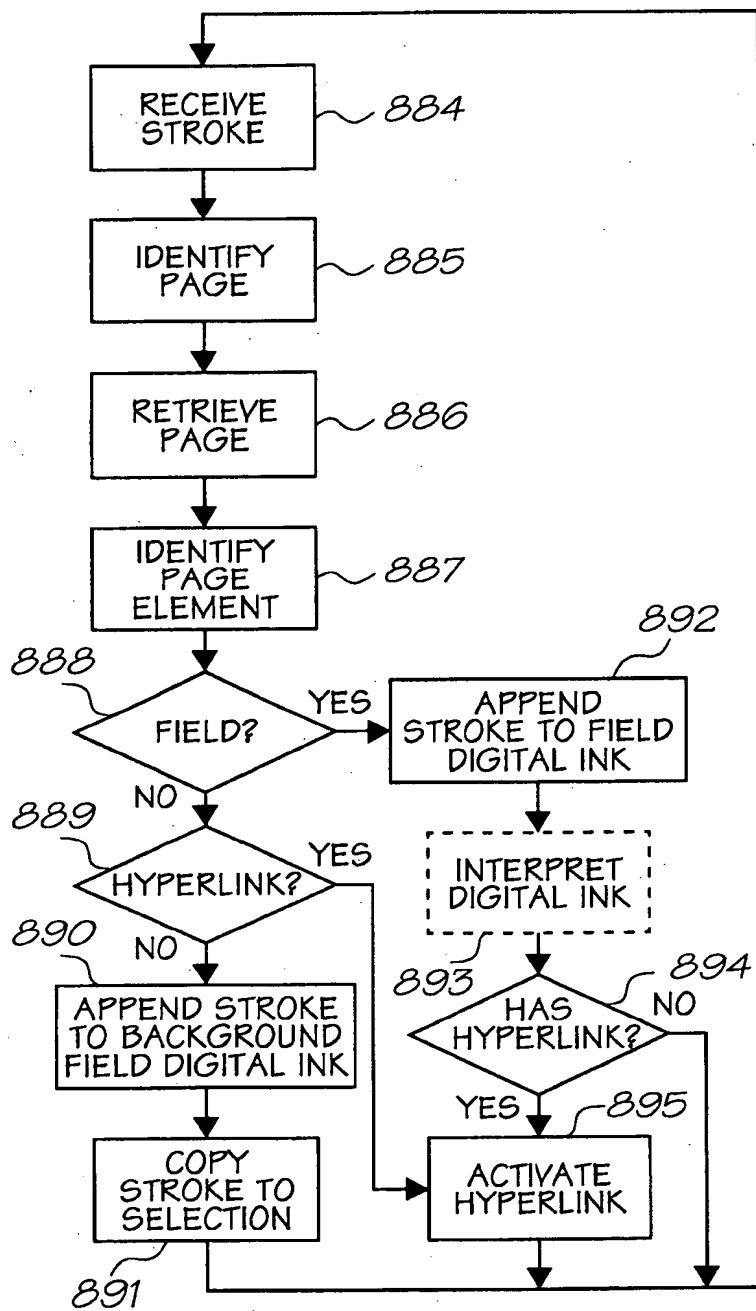 RECEIVE
STROKE
884
IDENTIFY
PAGE
885
RETRIEVE
PAGE
886
IDENTIFY
PAGE
ELEMENT
887
888
FIELD?
YES
NO
892
APPEND
STROKE TO FIELD
DIGITAL INK
889
HYPERLINK?
YES
NO
INTERPRET
DIGITAL INK
893
890
APPEND STROKE
TO BACKGROUND
FIELD DIGITAL INK
894
HAS
HYPERLINK?
NO
YES
895
COPY
STROKE TO
SELECTION
891
ACTIVATE
HYPERLINK